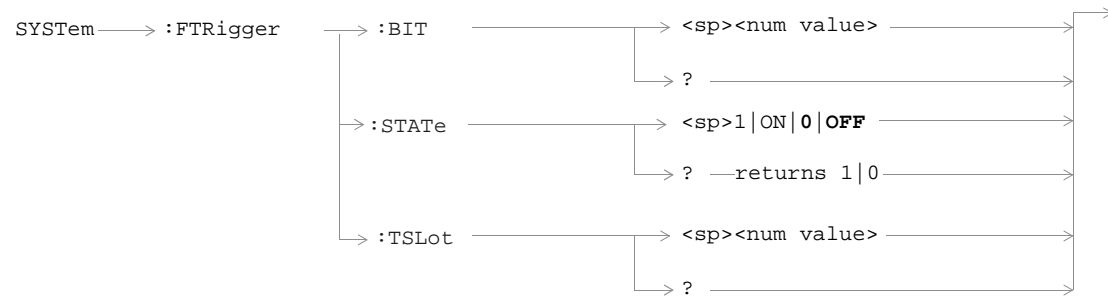 SYSTem :FTRigger :BIT <sp><num value>
?
:STATe <sp>1|ON|0|OFF
? returns 1|0
:TSLot <sp><num value>
?